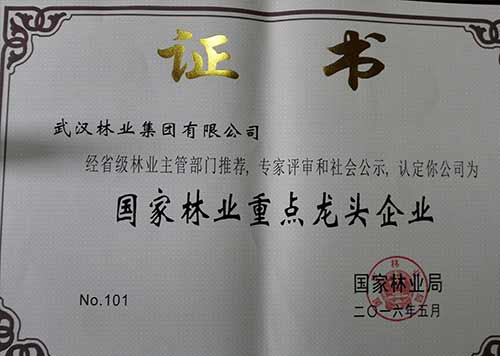 证书
武汉林业集团有限公司
经省级林业主管部门推荐,专家评审和社会公示,认定你公司为
国家林业重点龙头企业
国家林业局
No.101
二〇一六年五月